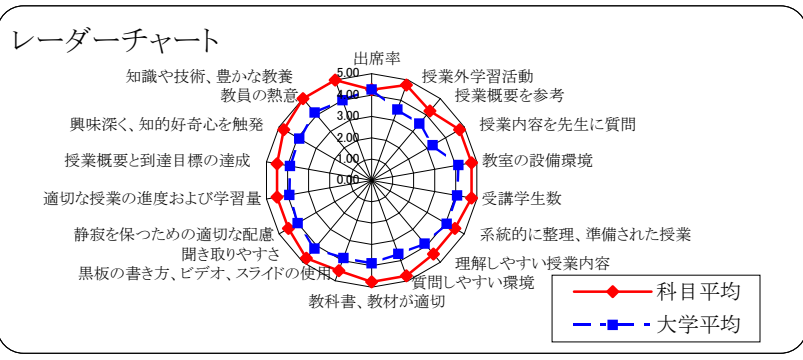 レーダーチャート
出席率
授業外学習活動
授業概要を参考
授業内容を先生に質問
教室の設備環境
受講学生数
系統的に整理、準備された授業
理解しやすい授業内容
質問しやすい環境
教科書、教材が適切
黒板の書き方、ビデオ、スライドの使用
聞き取りやすさ
静寂を保つための適切な配慮
適切な授業の進度および学習量
授業概要と到達目標の達成
興味深く、知的好奇心を触発
教員の熱意
知識や技術、豊かな教養
5.00
4.00
3.00
2.00
1.00
0.00
科目平均
大学平均